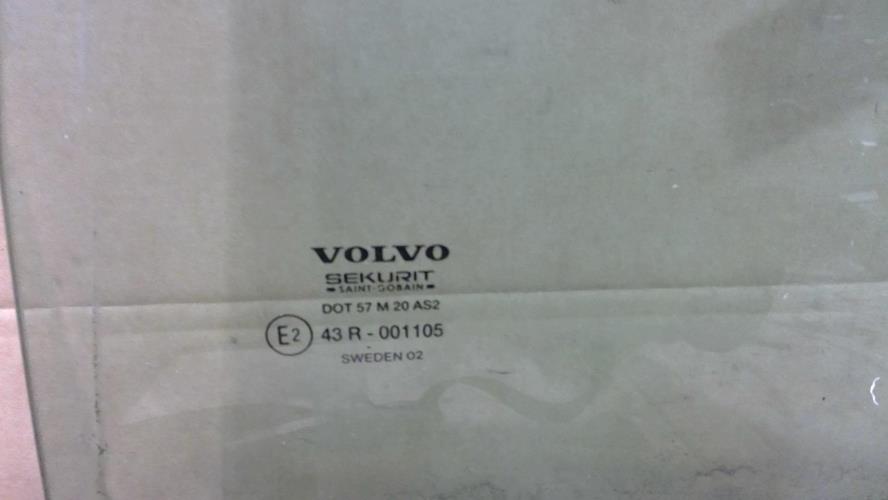 VOLVO
SEKURIT
SAINT-GOBAIN
DOT 57 M 20 AS2
E2 43 R - 001105
SWEDEN 02